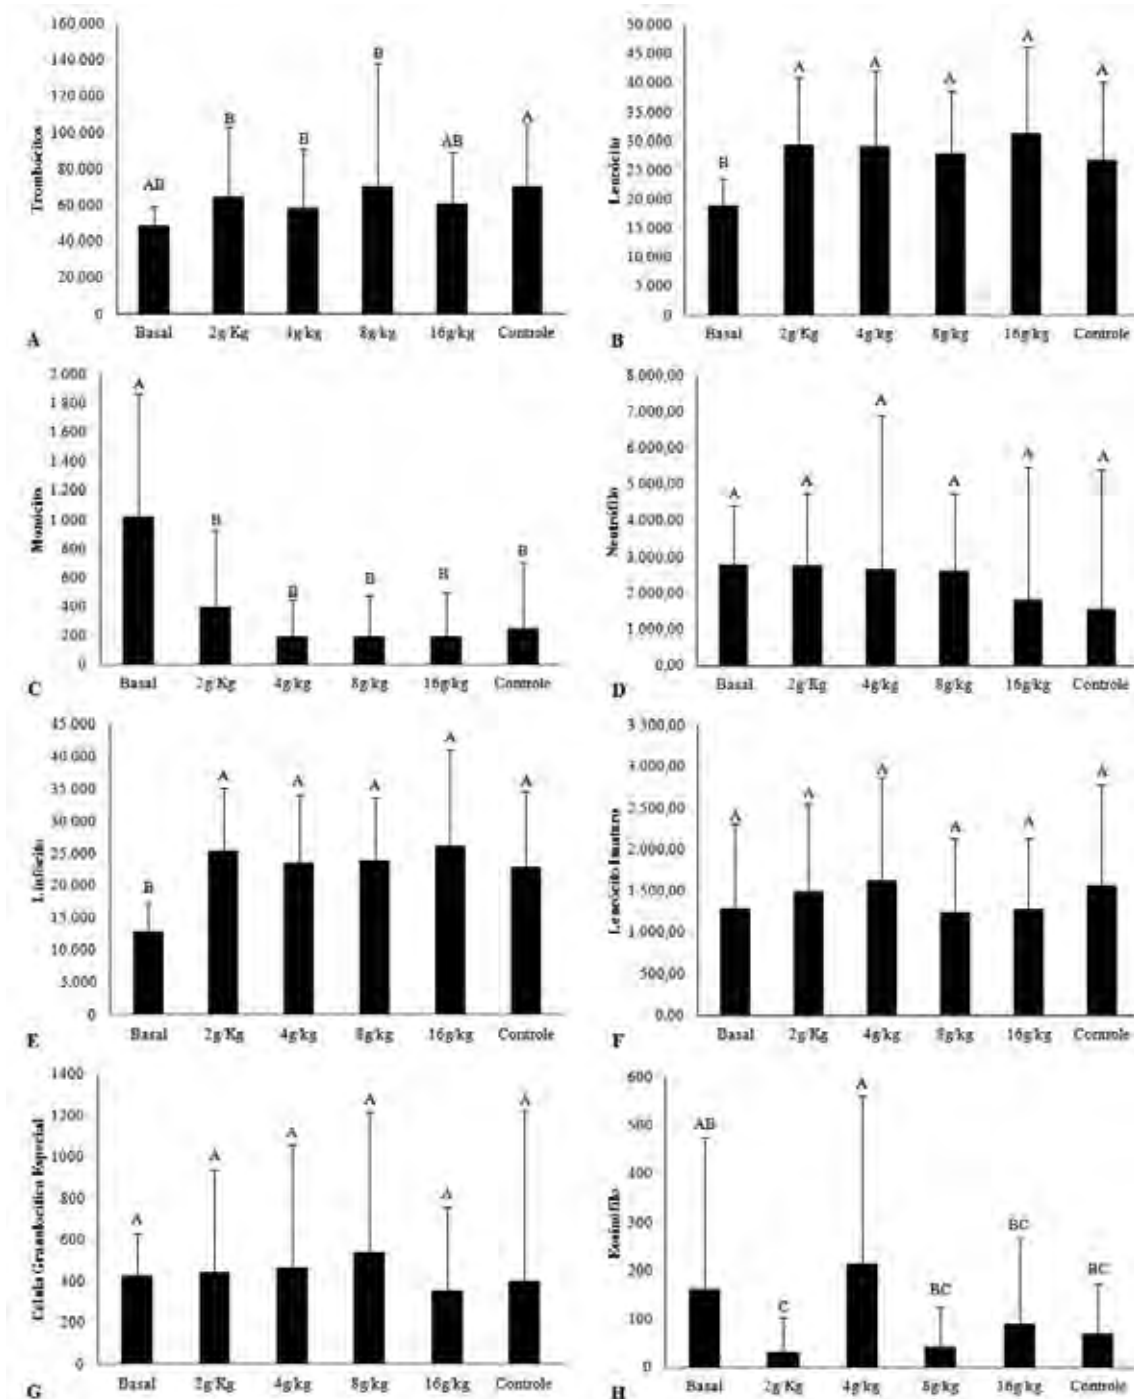 160.000
140.000
120.000
100.000
80.000
60.000
40.000
20.000
0
Trombócitos
AB
B
B
B
AB
A
Basal 2g/Kg 4g/kg 8g/kg 16g/kg Controle
A
50.000
45.000
40.000
35.000
30.000
25.000
20.000
15.000
10.000
5.000
0
Leucócito
B
A
A
A
A
A
Basal 2g/Kg 4g/kg 8g/kg 16g/kg Controle
B
2.000
1.800
1.600
1.400
1.200
1.000
800
600
400
200
0
Monócito
A
B
B
B
B
B
Basal 2g/Kg 4g/kg 8g/kg 16g/kg Controle
C
8.000,00
7.000,00
6.000,00
5.000,00
4.000,00
3.000,00
2.000,00
1.000,00
0,00
Neutrófilo
A
A
A
A
A
A
Basal 2g/Kg 4g/kg 8g/kg 16g/kg Controle
D
45.000
40.000
35.000
30.000
25.000
20.000
15.000
10.000
5.000
0
Linfócito
B
A
A
A
A
A
Basal 2g/Kg 4g/kg 8g/kg 16g/kg Controle
E
3.500,00
3.000,00
2.500,00
2.000,00
1.500,00
1.000,00
500,00
0,00
Leucócito Imaturo
A
A
A
A
A
A
Basal 2g/Kg 4g/kg 8g/kg 16g/kg Controle
F
1400
1200
1000
800
600
400
200
0
Célula Granulocítica Especial
A
A
A
A
A
A
Basal 2g/Kg 4g/kg 8g/kg 16g/kg Controle
G
600
500
400
300
200
100
0
Eosinófilo
AB
C
A
BC
BC
BC
Basal 2g/Kg 4g/kg 8g/kg 16g/kg Controle
H